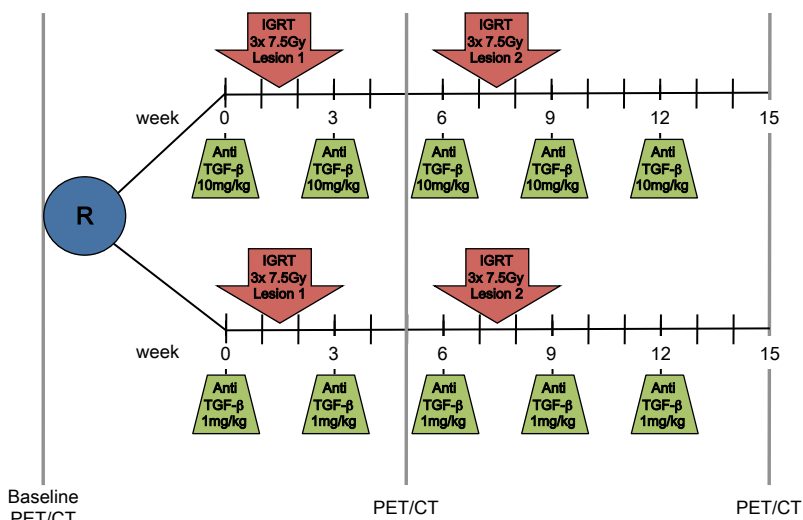 IGRT
3x 7.5Gy
Lesion 1
IGRT
3x 7.5Gy
Lesion 2
week
0
3
6
9
12
15
Anti
TGF-β
10mg/kg
Anti
TGF-β
10mg/kg
Anti
TGF-β
10mg/kg
Anti
TGF-β
10mg/kg
Anti
TGF-β
10mg/kg
R
IGRT
3x 7.5Gy
Lesion 1
IGRT
3x 7.5Gy
Lesion 2
week
0
3
6
9
12
15
Anti
TGF-β
1mg/kg
Anti
TGF-β
1mg/kg
Anti
TGF-β
1mg/kg
Anti
TGF-β
1mg/kg
Anti
TGF-β
1mg/kg
Baseline
PET/CT
PET/CT
PET/CT